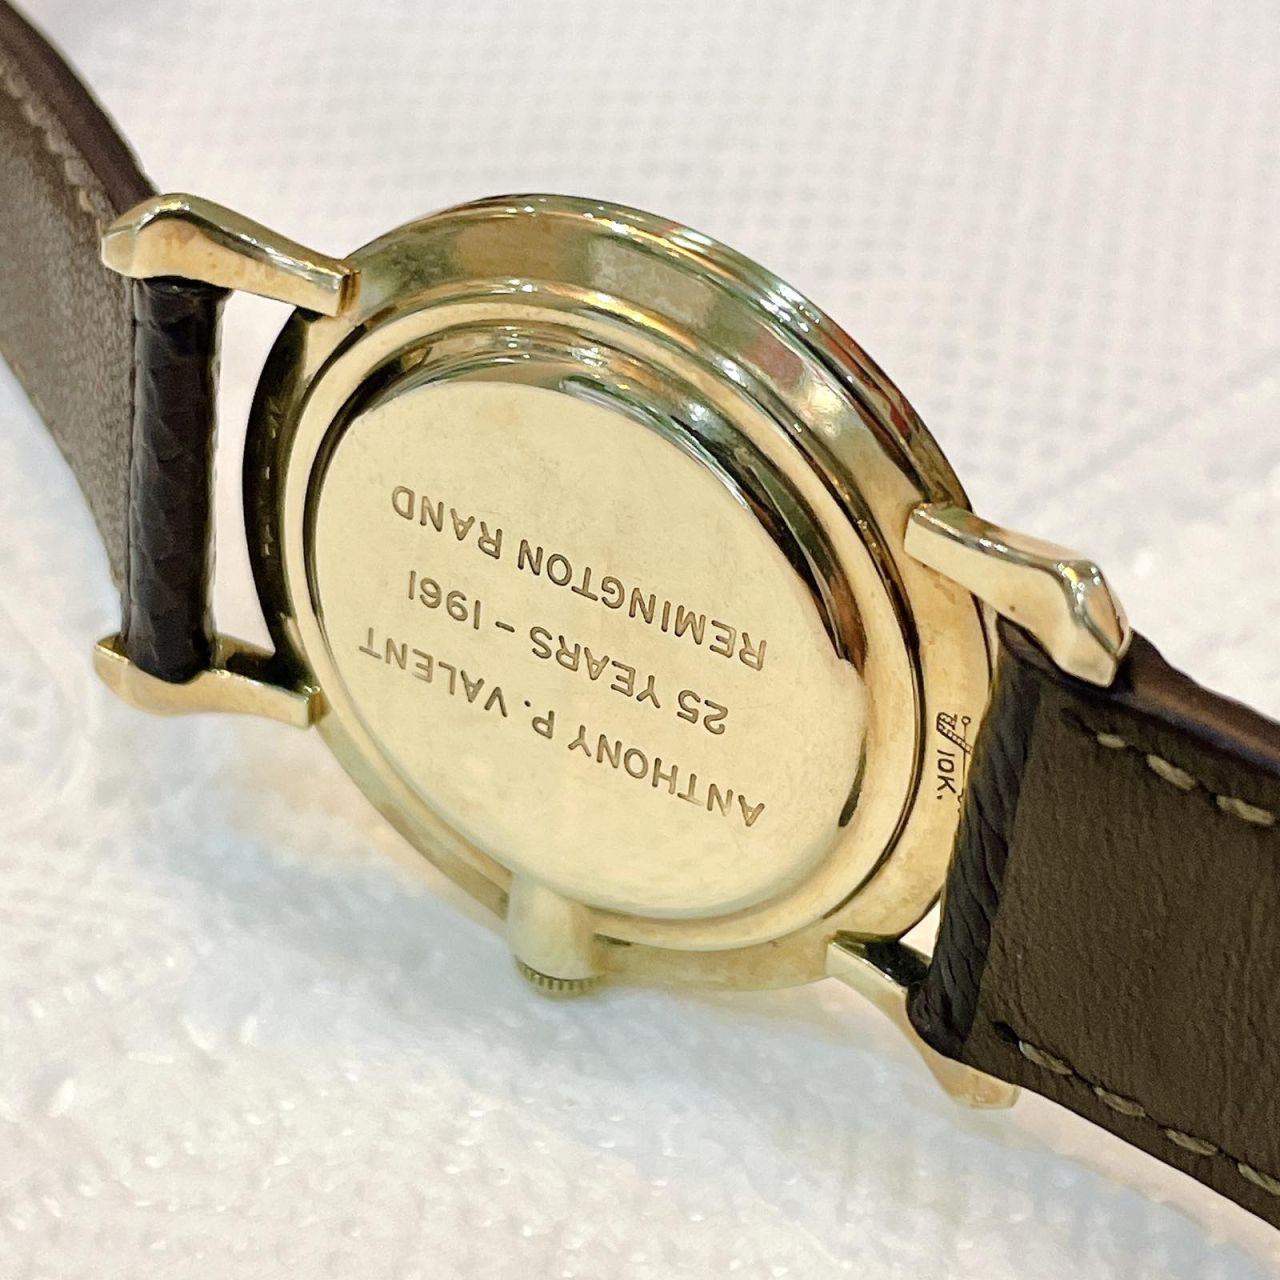 ANTHONY P. VALENT
25 YEARS - 1961
REMINGTON RAND
10K.